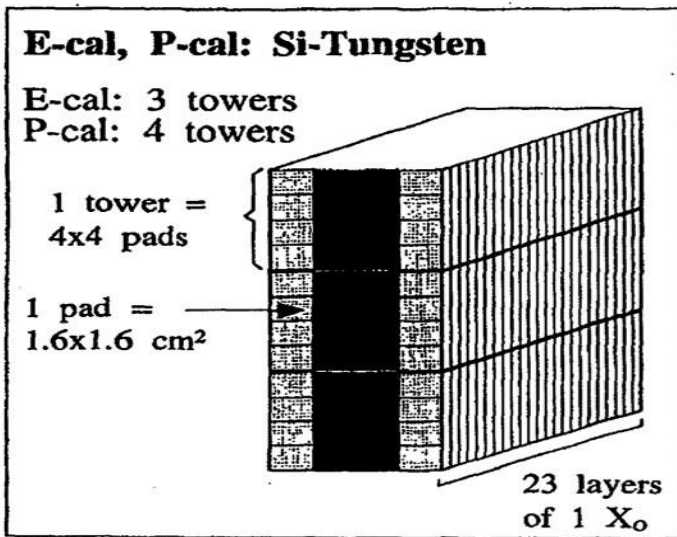 E-cal, P-cal: Si-Tungsten
E-cal: 3 towers
P-cal: 4 towers
1 tower =
4x4 pads
1 pad =
1.6x1.6 cm²
23 layers
of 1 X₀